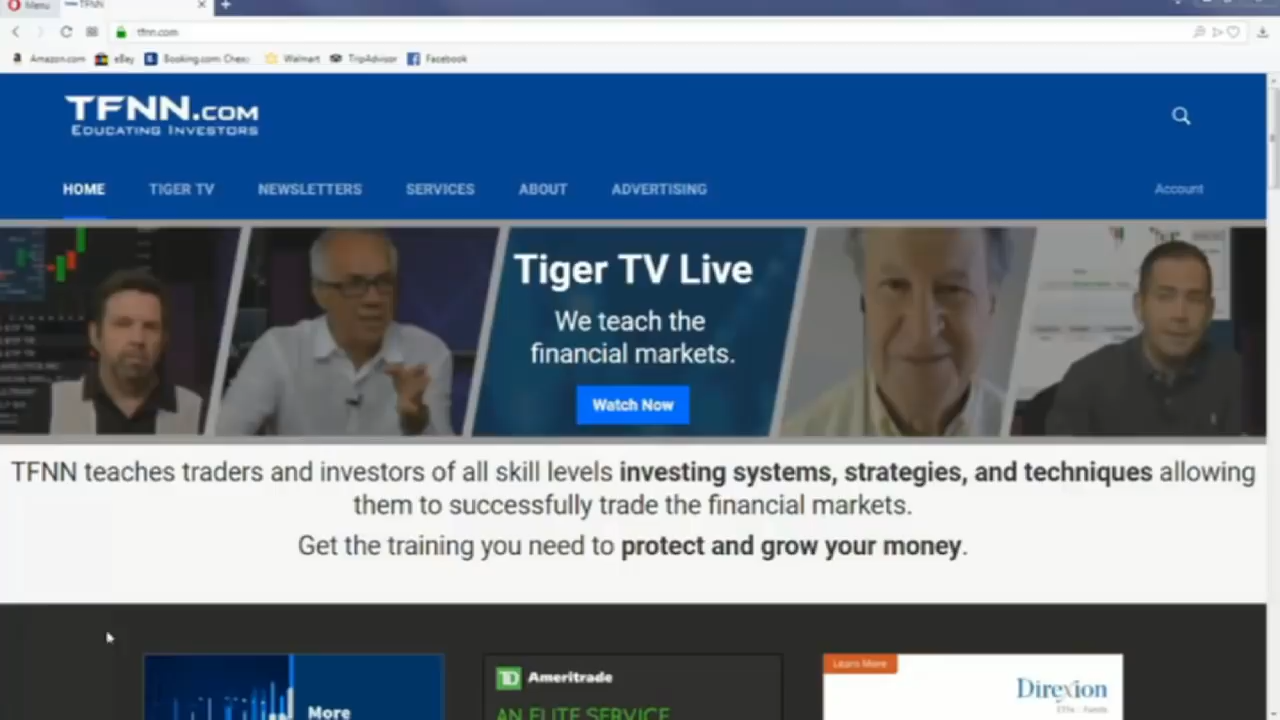 Menu
TFNN
tfnn.com
Amazon.com
eBay
Booking.com: Cheap
Walmart
TripAdvisor
Facebook
TFNN.COM
EDUCATING INVESTORS
HOME
TIGER TV
NEWSLETTERS
SERVICES
ABOUT
ADVERTISING
Account
Tiger TV Live
We teach the
financial markets.
Watch Now
TFNN teaches traders and investors of all skill levels investing systems, strategies, and techniques allowing
them to successfully trade the financial markets.
Get the training you need to protect and grow your money.
More
TD Ameritrade
AN ELITE SERVICE
Learn More
Direxion